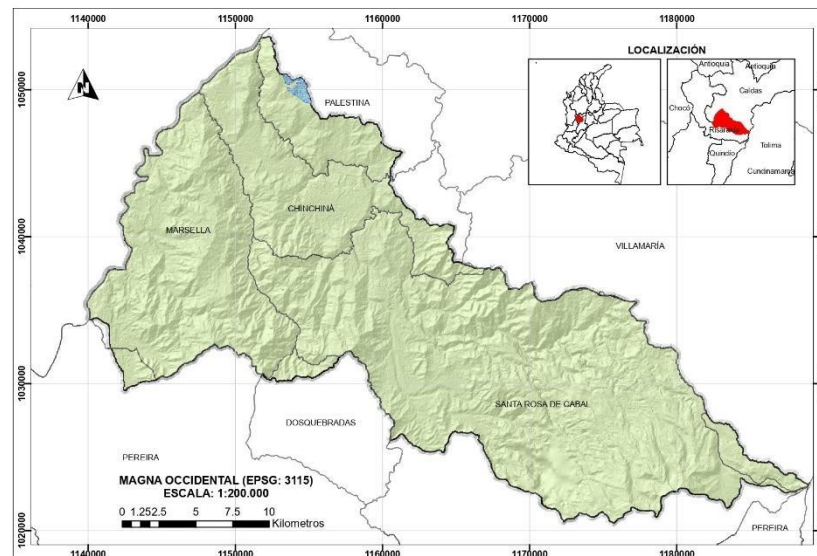 1140000 1150000 1160000 1170000 1180000
LOCALIZACIÓN
Antioquia Antioquia
Caldas
Chocó
Risaralda
Tolima
Quindío
Cundinamarca
1050000
N
PALESTINA
CHINCHINÁ
MARSELLA
1040000
VILLAMARÍA
1030000
SANTA ROSA DE CABAL
DOSQUEBRADAS
PEREIRA
MAGNA OCCIDENTAL (EPSG: 3115)
ESCALA: 1:200.000
0 1.252.5 5 7.5 10
Kilometros
PEREIRA
1020000
1140000 1150000 1160000 1170000 1180000